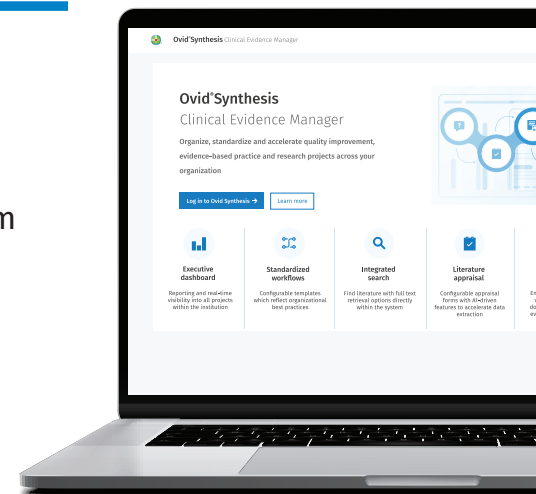 Ovid®Synthesis Clinical Evidence Manager
Ovid®Synthesis
Clinical Evidence Manager
Organize, standardize and accelerate quality improvement,
evidence-based practice and research projects across your
organization
Log in to Ovid Synthesis →
Learn more
Executive
dashboard
Reporting and real-time
visibility into all projects
within the institution
Standardized
workflows
Configurable templates
which reflect organizational
best practices
Integrated
search
Find literature with full text
retrieval options directly
within the system
Literature
appraisal
Configurable appraisal
forms with AI-driven
features to accelerate data
extraction